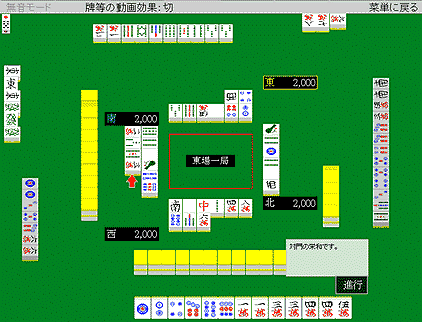 無音モード
牌等の動画効果: 切
菜単に戻る
東
南 2,000
2,000
東場一局
西 2,000
北 2,000
対門の栄和です。
進行